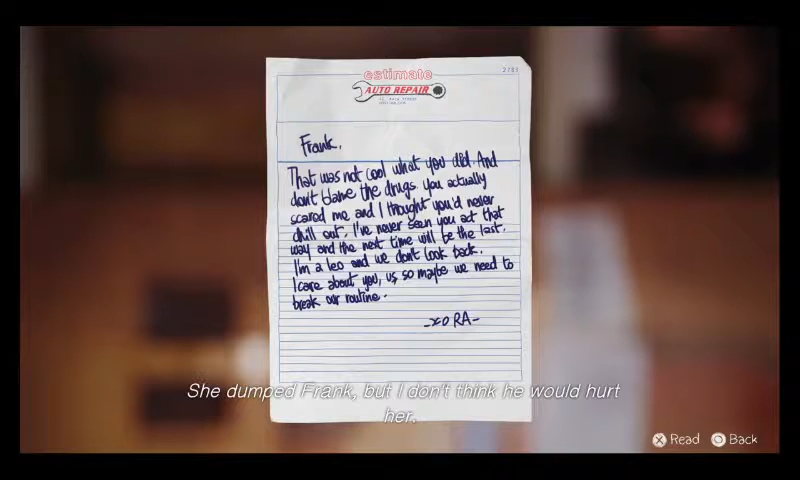 estimate
2781
AUTO REPAIR
Frank,
That was not cool what you did. And
don't blame the drugs. you actually
scared me and I thought you'd never
chill out. I've never seen you act that
way and the next time will be the last.
I'm a leo and we don't look back.
I care about you, us, so maybe we need to
break our routine.
-xo RA-
She dumped Frank, but I don't think he would hurt
her.
Read Back